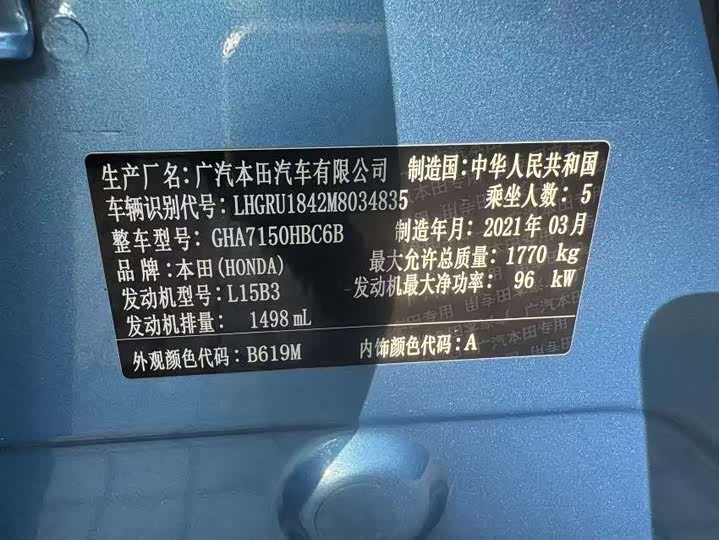 生产厂名:广汽本田汽车有限公司 制造国:中华人民共和国
车辆识别代号: LHGRU1842M8034835 乘坐人数: 5
整车型号: GHA7150HBC6B 制造年月: 2021年 03月
品 牌:本田(HONDA) 最大允许总质量: 1770 kg
发动机型号: L15B3 发动机最大净功率: 96 kW
发动机排量: 1498 mL
外观颜色代码: B619M 内饰颜色代码: A